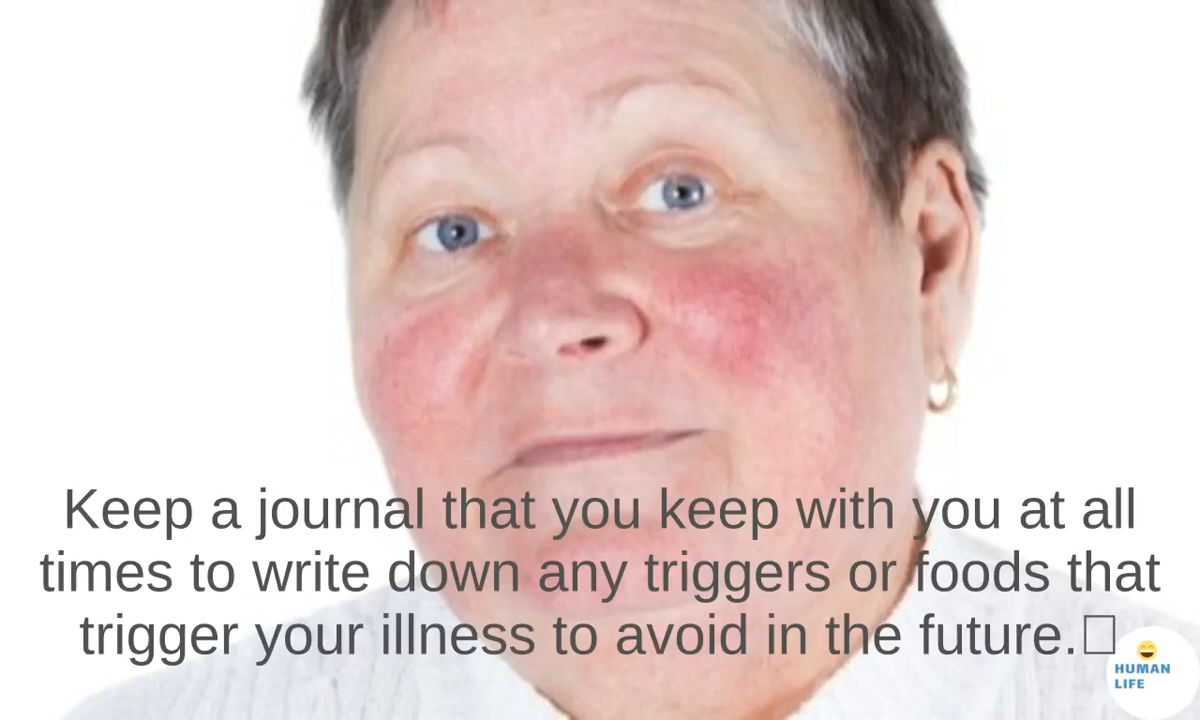 Keep a journal that you keep with you at all
times to write down any triggers or foods that
trigger your illness to avoid in the future.□
HUMAN
LIFE